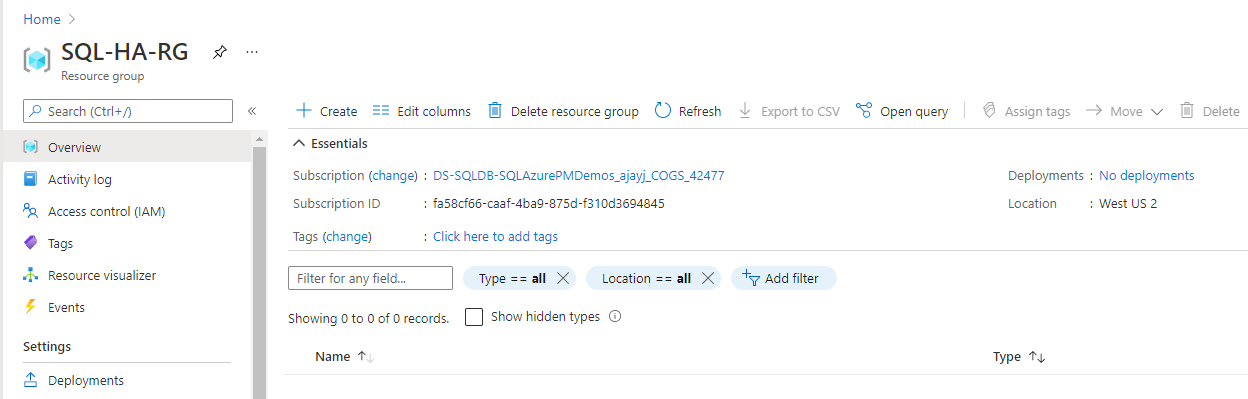 Home >
SQL-HA-RG ...
Resource group
Search (Ctrl+/) «
Create Edit columns Delete resource group Refresh Export to CSV Open query Assign tags Move Delete
Overview
Activity log
Access control (IAM)
Tags
Resource visualizer
Events
Settings
Deployments
Essentials
Subscription (change) : DS-SQLDB-SQLAzurePMDemos_ajayj_COGS_42477 Deployments : No deployments
Subscription ID : fa58cf66-caaf-4ba9-875d-f310d3694845 Location : West US 2
Tags (change) : Click here to add tags
Filter for any field... Type == all Location == all Add filter
Showing 0 to 0 of 0 records. Show hidden types
Name ↑↓ Type ↑↓